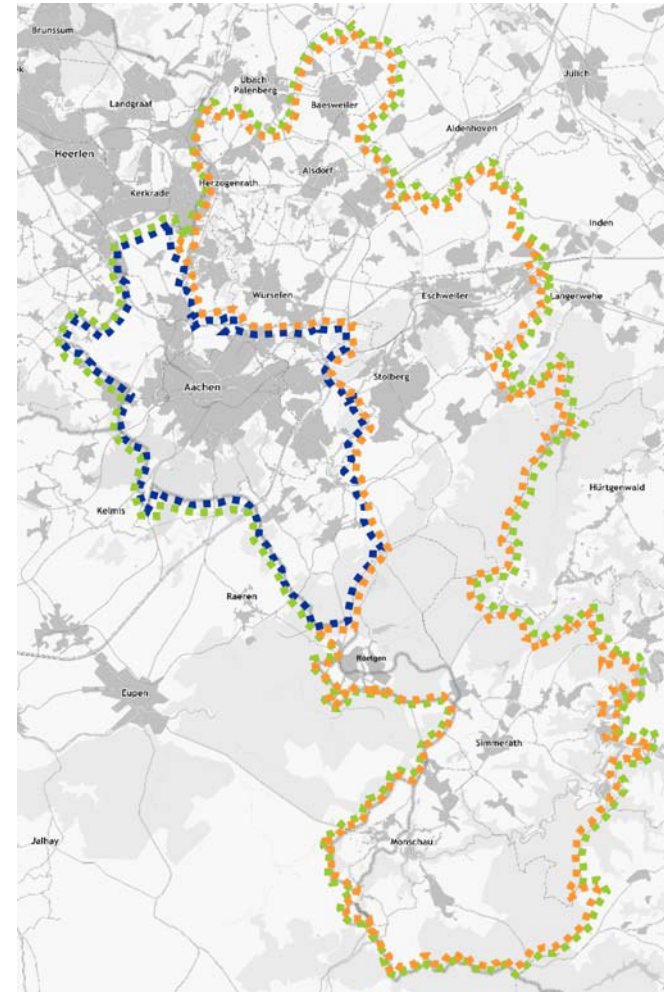 Brunssum
Übach
Palenberg
Jülich
Landgraaf
Baesweiler
Aldenhoven
Heerlen
Alsdorf
Kerkrade
Herzogenrath
Inden
Würselen
Eschweiler
Langerwehe
Stolberg
Aachen
Hürtgenwald
Kelmis
Raeren
Roetgen
Eupen
Simmerath
Jalhay
Monschau